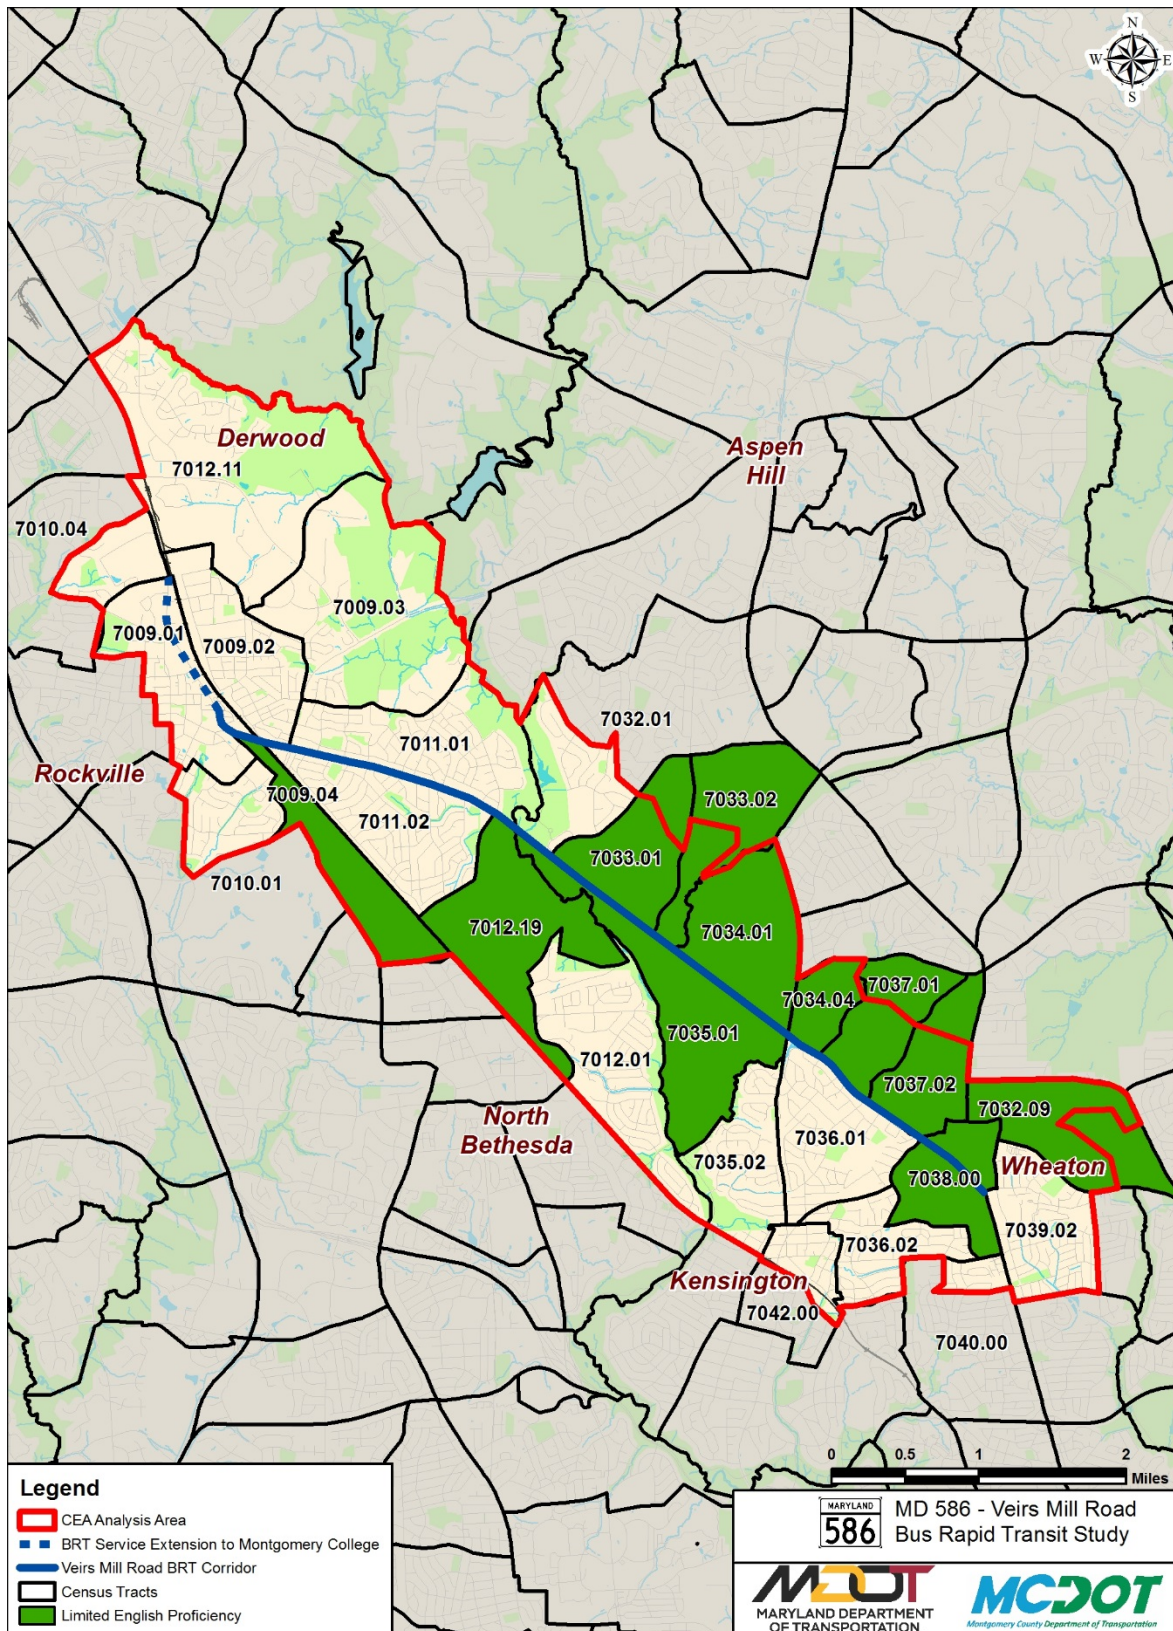 N
W E
S
Derwood
7012.11
Aspen
Hill
7010.04
7009.03
7009.01
7009.02
7032.01
7011.01
Rockville
7009.04
7033.02
7011.02
7033.01
7010.01
7012.19
7034.01
7037.01
7034.04
7035.01
7012.01
7037.02
7032.09
North
Bethesda
7036.01
7035.02
Wheaton
7038.00
7039.02
7036.02
Kensington
7042.00
7040.00
0 0.5 1 2
Miles
Legend
CEA Analysis Area
BRT Service Extension to Montgomery College
Veirs Mill Road BRT Corridor
Census Tracts
Limited English Proficiency
MARYLAND
586
MD 586 - Veirs Mill Road
Bus Rapid Transit Study
MDOT
MARYLAND DEPARTMENT
OF TRANSPORTATION
MCDOT
Montgomery County Department of Transportation